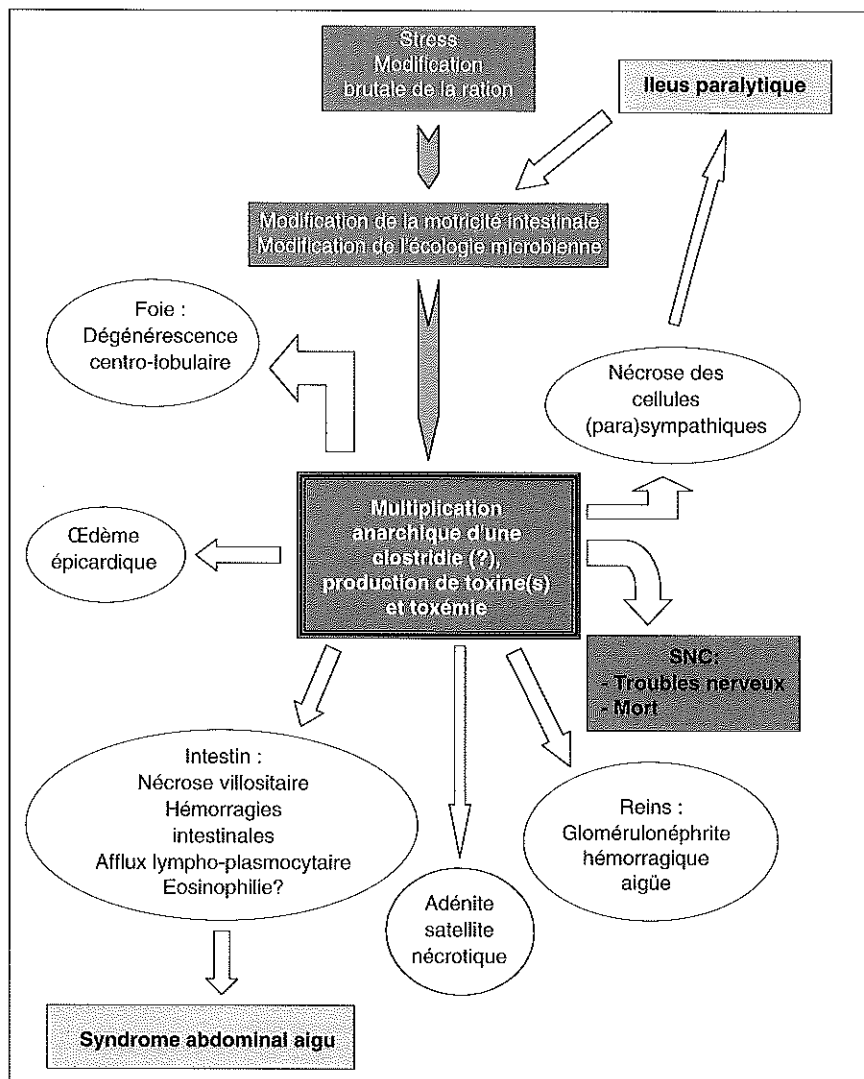 Stress
Modification
brutale de la ration
Ileus paralytique
Modification de la motricité intestinale
Modification de l'écologie microbienne
Foie :
Dégénérescence
centro-lobulaire
Nécrose des
cellules
(para)sympathiques
Multiplication
anarchique d'une
clostridie (?),
production de toxine(s)
et toxémie
Œdème
épicardique
SNC:
- Troubles nerveux
- Mort
Intestin :
Nécrose villositaire
Hémorragies
intestinales
Afflux lympho-plasmocytaire
Eosinophilie?
Reins :
Glomérulonéphrite
hémorragique
aigüe
Adénite
satellite
nécrotique
Syndrome abdominal aigu